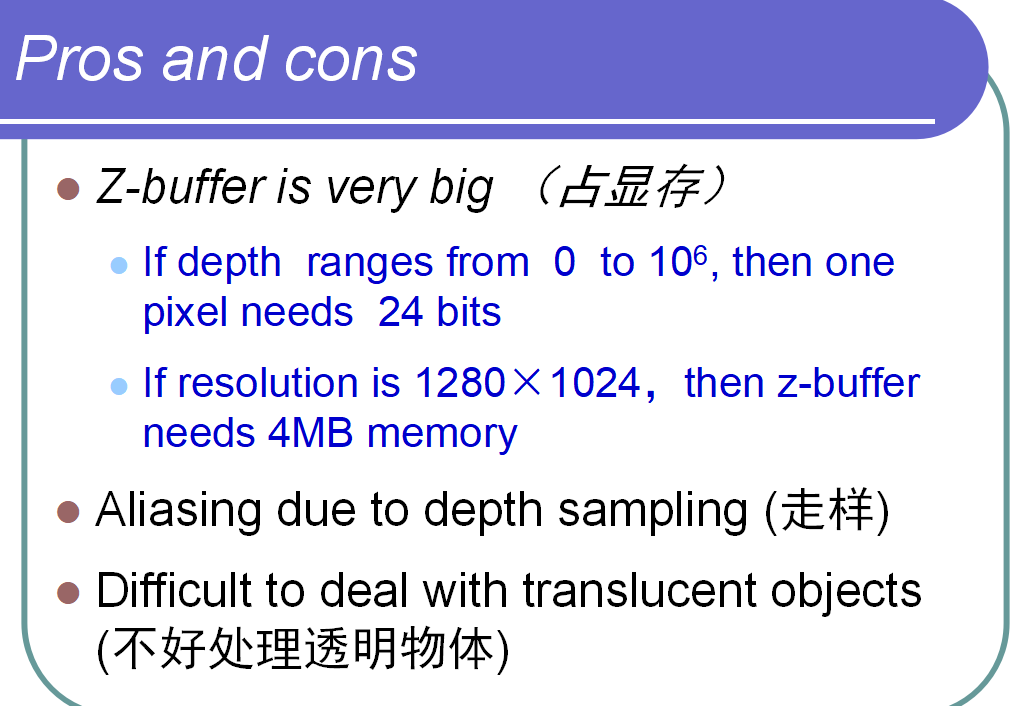 Pros and cons
Z-buffer is very big （占显存）
If depth ranges from 0 to 10⁶, then one
pixel needs 24 bits
If resolution is 1280×1024，then z-buffer
needs 4MB memory
Aliasing due to depth sampling (走样)
Difficult to deal with translucent objects
(不好处理透明物体)